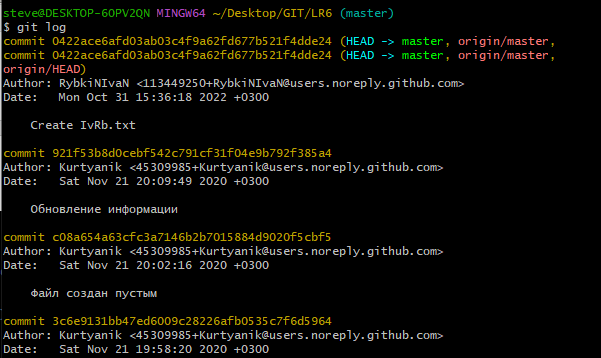 steve@DESKTOP-6OPV2QN MINGW64 ~/Desktop/GIT/LR6 (master)
$ git log
commit 0422ace6afd03ab03c4f9a62fd677b521f4dde24 (HEAD -> master, origin/master,
commit 0422ace6afd03ab03c4f9a62fd677b521f4dde24 (HEAD -> master, origin/master,
origin/HEAD)
Author: RybkiNIvaN <113449250+RybkiNIvaN@users.noreply.github.com>
Date:   Mon Oct 31 15:36:18 2022 +0300
Create IvRb.txt
commit 921f53b8d0cebf542c791cf31f04e9b792f385a4
Author: Kurtyanik <45309985+Kurtyanik@users.noreply.github.com>
Date:   Sat Nov 21 20:09:49 2020 +0300
Обновление информации
commit c08a654a63cfc3a7146b2b7015884d9020f5cbf5
Author: Kurtyanik <45309985+Kurtyanik@users.noreply.github.com>
Date:   Sat Nov 21 20:02:16 2020 +0300
Файл создан пустым
commit 3c6e9131bb47ed6009c28226afb0535c7f6d5964
Author: Kurtyanik <45309985+Kurtyanik@users.noreply.github.com>
Date:   Sat Nov 21 19:58:20 2020 +0300